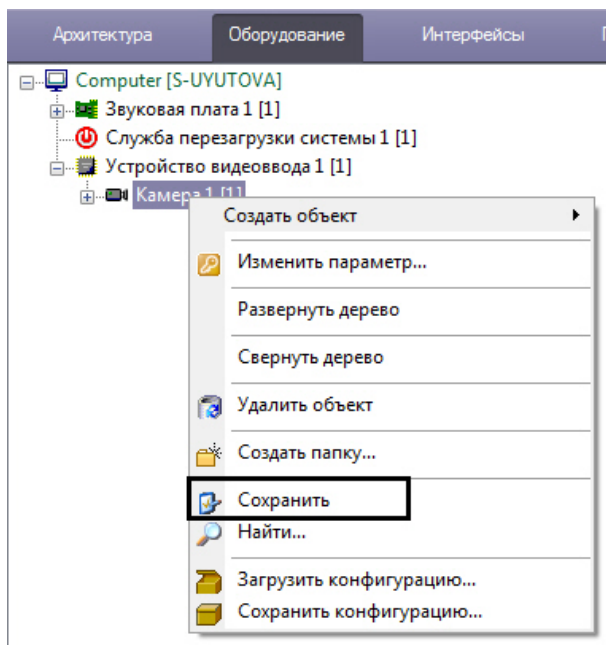 Архитектура Оборудование Интерфейсы
Computer [S-UYUTOVA]
Звуковая плата 1 [1]
Служба перезагрузки системы 1 [1]
Устройство видеоввода 1 [1]
Камера 1 [1]
Создать объект
Изменить параметр...
Развернуть дерево
Свернуть дерево
Удалить объект
Создать папку...
Сохранить
Найти...
Загрузить конфигурацию...
Сохранить конфигурацию...